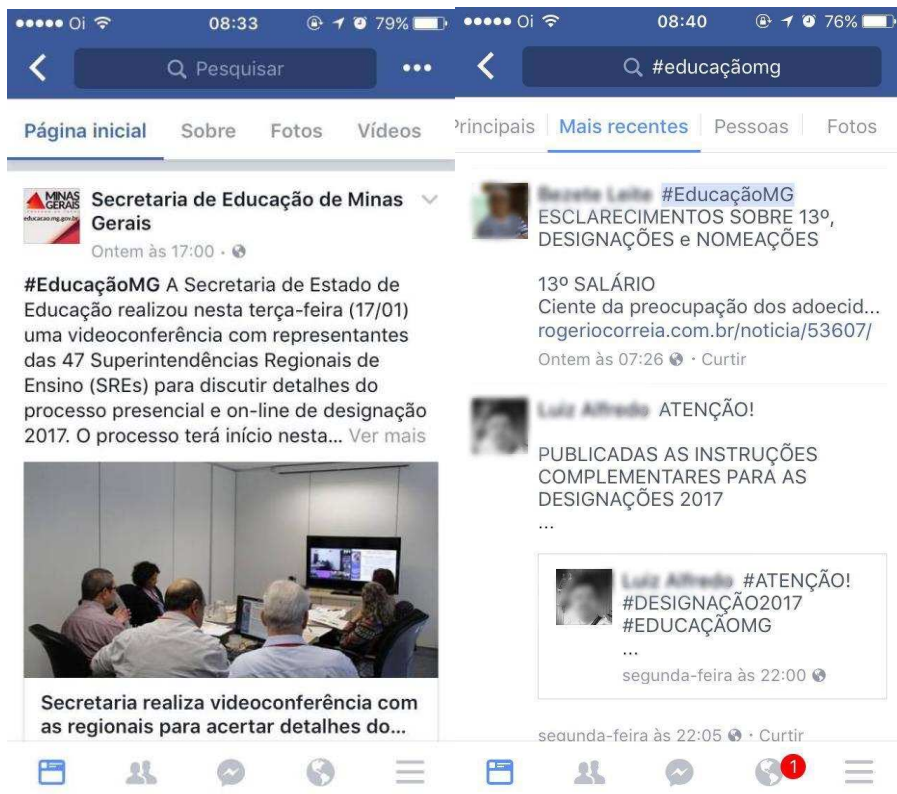 Oi 08:33 79%
Pesquisar
Página inicial Sobre Fotos Vídeos
MINAS
GERAIS
educacao.mg.gov.br
Secretaria de Educação de Minas
Gerais
Ontem às 17:00 ·
#EducaçãoMG A Secretaria de Estado de
Educação realizou nesta terça-feira (17/01)
uma videoconferência com representantes
das 47 Superintendências Regionais de
Ensino (SREs) para discutir detalhes do
processo presencial e on-line de designação
2017. O processo terá início nesta... Ver mais
Secretaria realiza videoconferência com
as regionais para acertar detalhes do...
Oi 08:40 76%
#educaçãomg
Principais Mais recentes Pessoas Fotos
#EducaçãoMG
ESCLARECIMENTOS SOBRE 13º,
DESIGNAÇÕES e NOMEAÇÕES
13º SALÁRIO
Ciente da preocupação dos adoecid...
rogeriocorreia.com.br/noticia/53607/
Ontem às 07:26 · Curtir
ATENÇÃO!
PUBLICADAS AS INSTRUÇÕES
COMPLEMENTARES PARA AS
DESIGNAÇÕES 2017
...
#ATENÇÃO!
#DESIGNAÇÃO2017
#EDUCAÇÃOMG
...
segunda-feira às 22:00
segunda-feira às 22:05 · Curtir
1